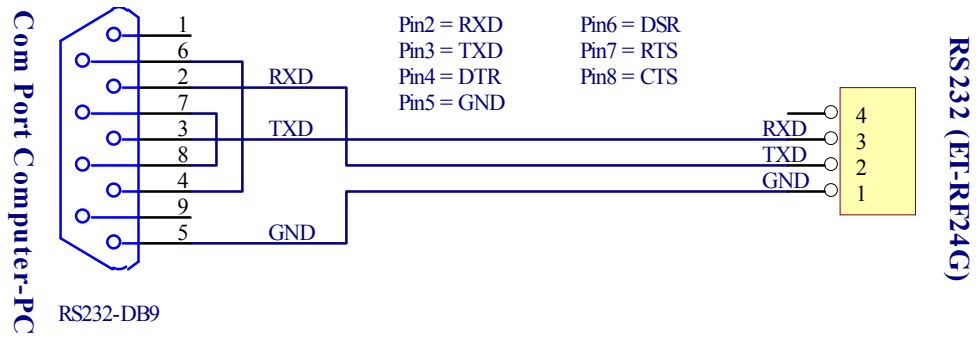 Com Port Computer-PC
1
6
2
7
3
8
4
9
5
RXD
TXD
GND
RS232-DB9
Pin2 = RXD
Pin3 = TXD
Pin4 = DTR
Pin5 = GND
Pin6 = DSR
Pin7 = RTS
Pin8 = CTS
RXD
TXD
GND
4
3
2
1
RS232 (ET-RF24G)